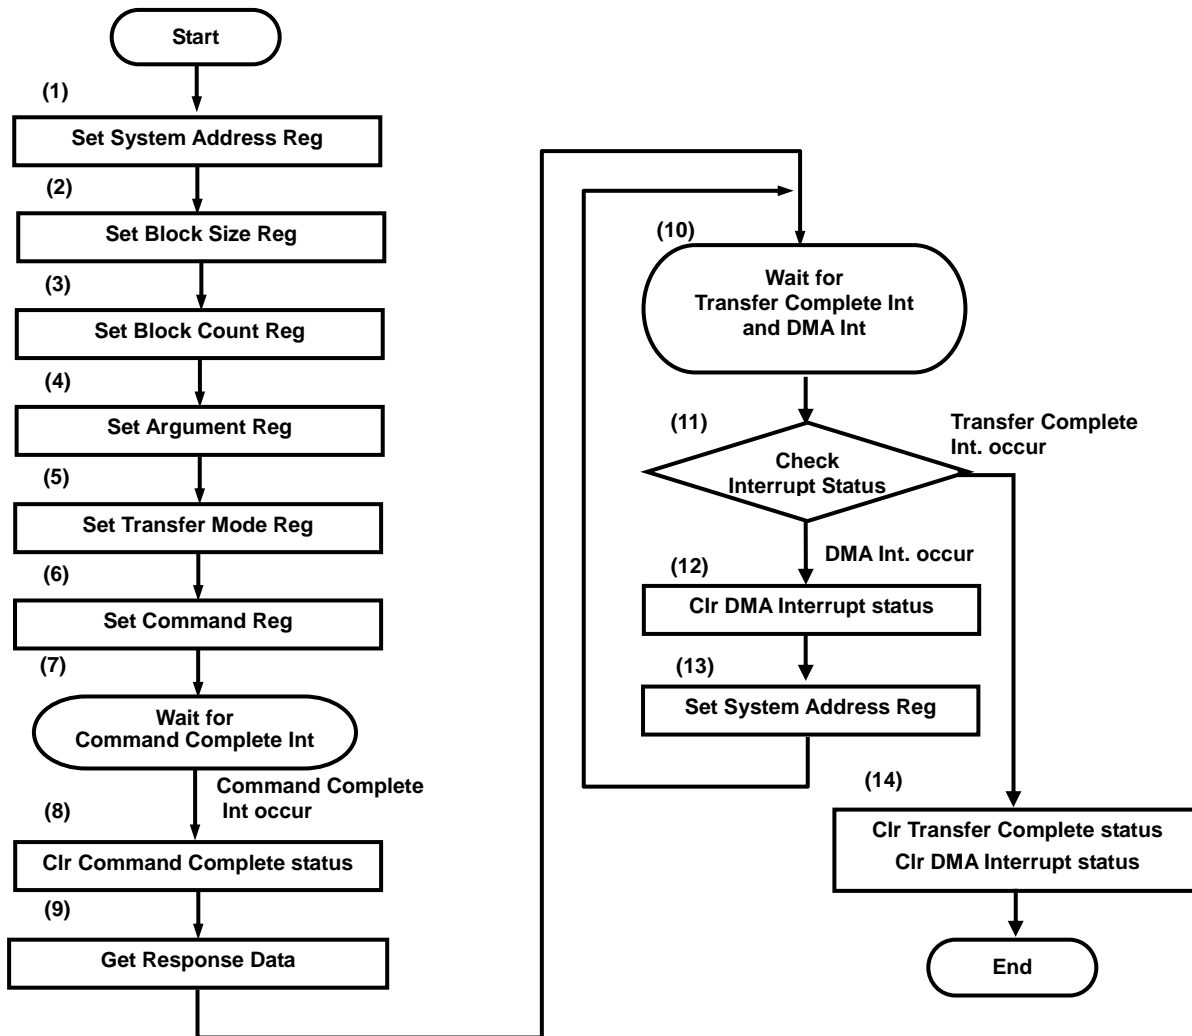 Start
(1)
Set System Address Reg
(2)
Set Block Size Reg
(3)
Set Block Count Reg
(4)
Set Argument Reg
(5)
Set Transfer Mode Reg
(6)
Set Command Reg
(7)
Wait for
Command Complete Int
Command Complete
Int occur
(8)
Clr Command Complete status
(9)
Get Response Data
(10)
Wait for
Transfer Complete Int
and DMA Int
(11)
Check
Interrupt Status
Transfer Complete
Int. occur
DMA Int. occur
(12)
Clr DMA Interrupt status
(13)
Set System Address Reg
(14)
Clr Transfer Complete status
Clr DMA Interrupt status
End